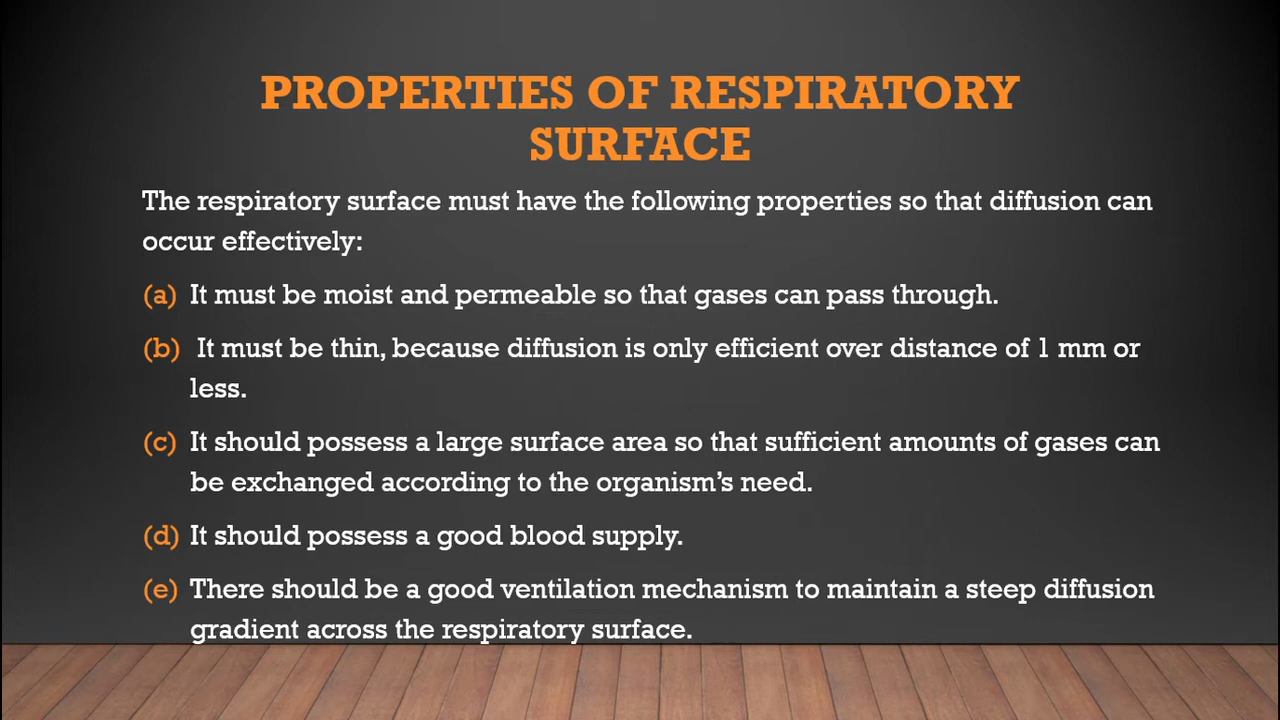 PROPERTIES OF RESPIRATORY
SURFACE
The respiratory surface must have the following properties so that diffusion can
occur effectively:
(a) It must be moist and permeable so that gases can pass through.
(b) It must be thin, because diffusion is only efficient over distance of 1 mm or
less.
(c) It should possess a large surface area so that sufficient amounts of gases can
be exchanged according to the organism's need.
(d) It should possess a good blood supply.
(e) There should be a good ventilation mechanism to maintain a steep diffusion
gradient across the respiratory surface.